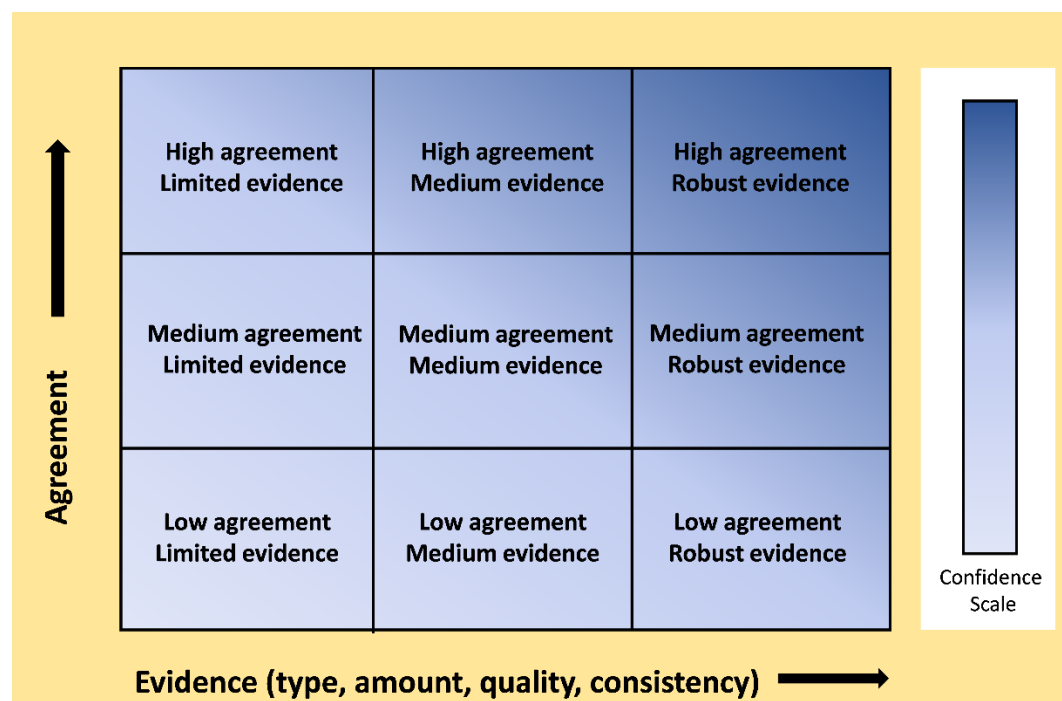 High agreement
Limited evidence
High agreement
Medium evidence
High agreement
Robust evidence
Medium agreement
Limited evidence
Medium agreement
Medium evidence
Medium agreement
Robust evidence
Low agreement
Limited evidence
Low agreement
Medium evidence
Low agreement
Robust evidence
Agreement
Evidence (type, amount, quality, consistency)
Confidence
Scale